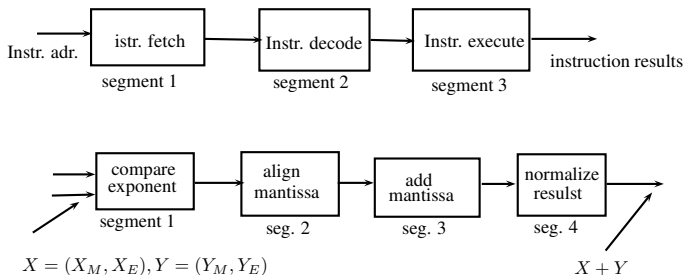 Instr. adr.
istr. fetch
Instr. decode
Instr. execute
instruction results
segment 1
segment 2
segment 3
compare
exponent
align
mantissa
add
mantissa
normalize
resulst
segment 1
seg. 2
seg. 3
seg. 4
X = (X_M, X_E), Y = (Y_M, Y_E)
X + Y